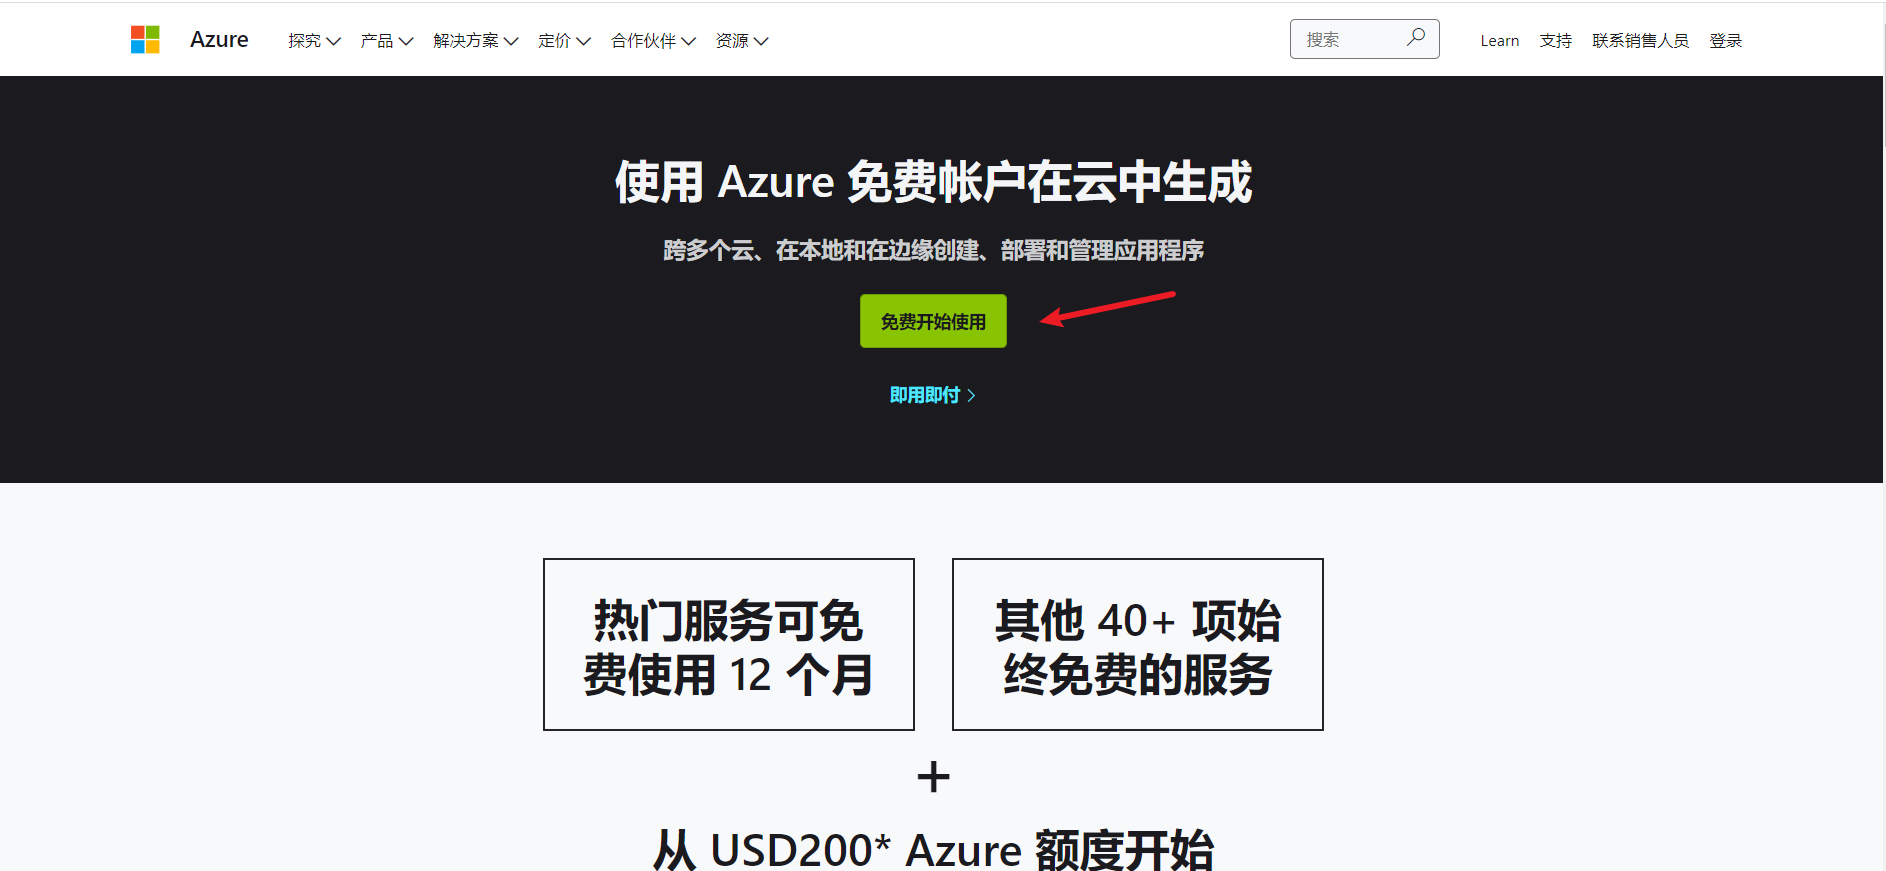 Azure 探究 产品 解决方案 定价 合作伙伴 资源 搜索 Learn 支持 联系销售人员 登录
使用 Azure 免费帐户在云中生成
跨多个云、在本地和在边缘创建、部署和管理应用程序
免费开始使用
即用即付
热门服务可免
费使用 12 个月
其他 40+ 项始
终免费的服务
+
从 USD200* Azure 额度开始